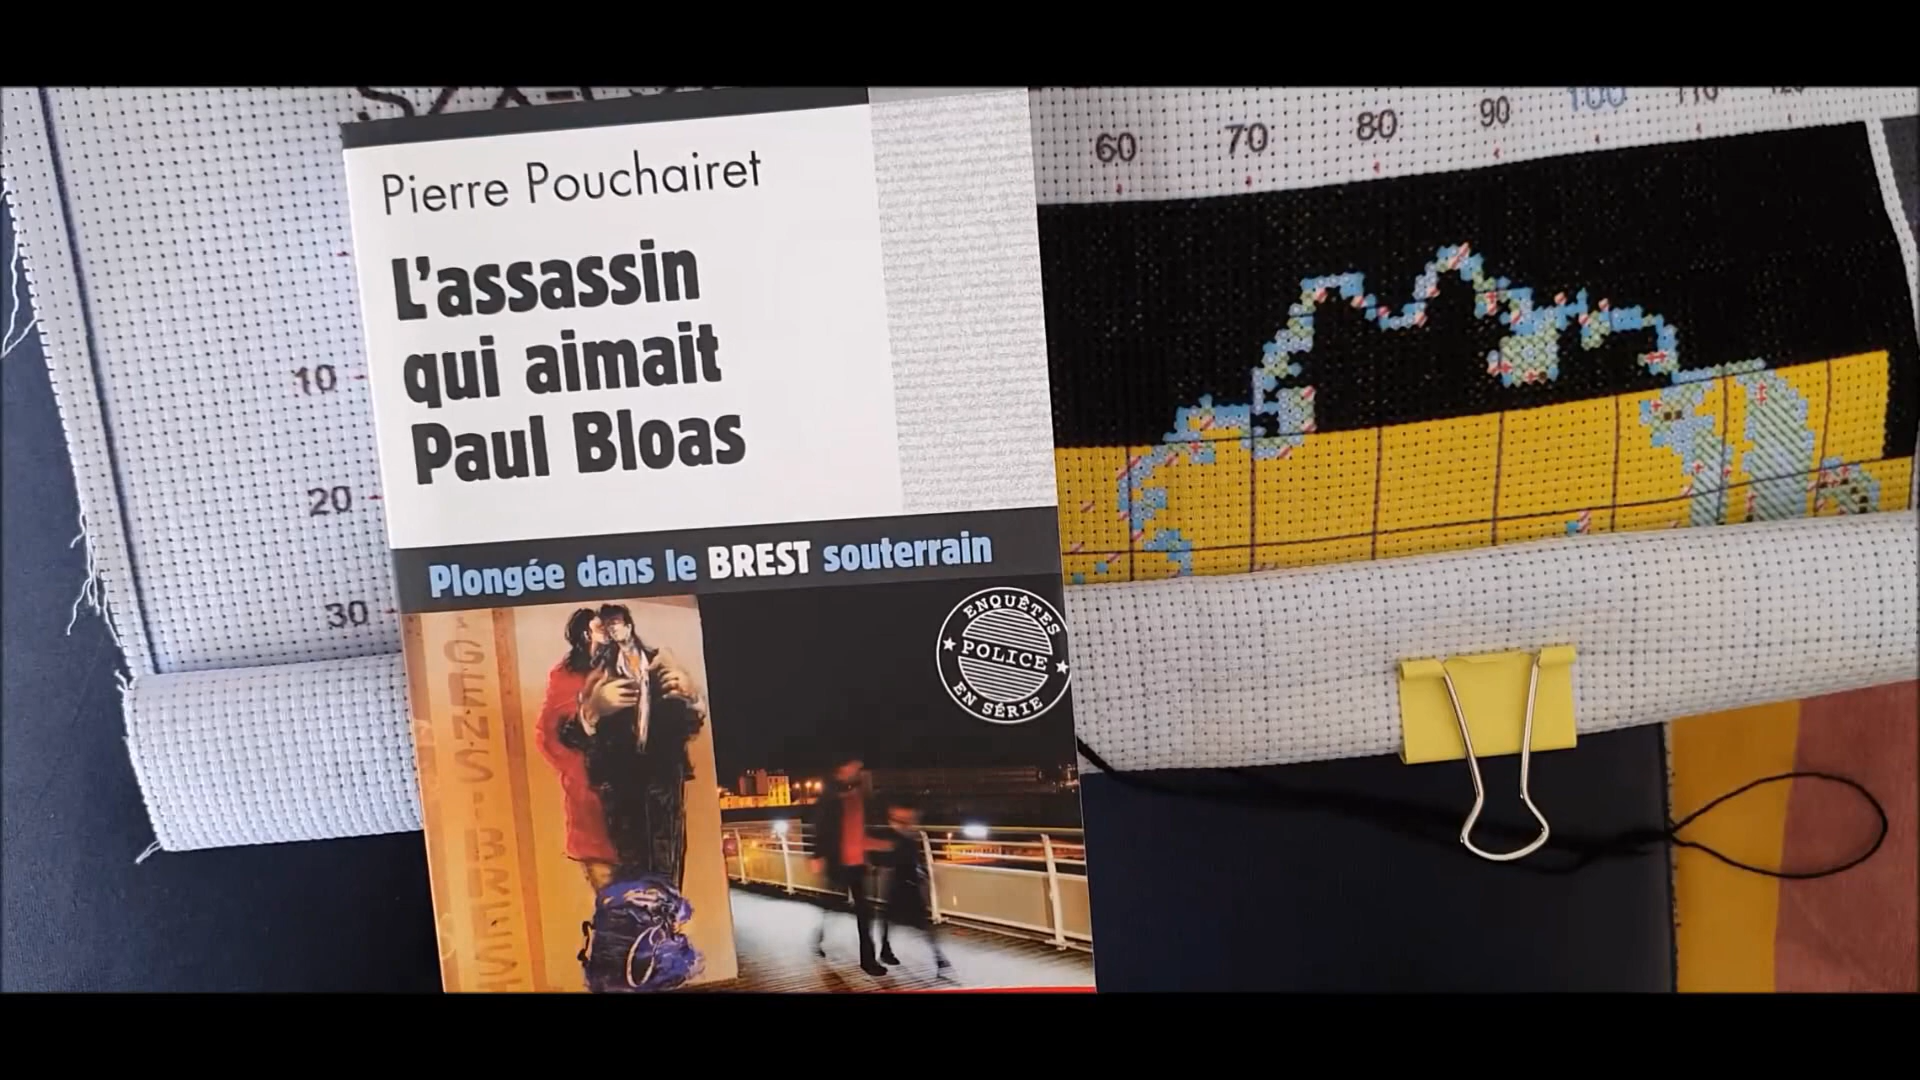 Pierre Pouchairet
L'assassin
qui aimait
Paul Bloas
Plongée dans le BREST souterrain
ENQUÊTES
POLICE
EN SÉRIE
GENS · BREST
10
20
30
60
70
80
90
100
110